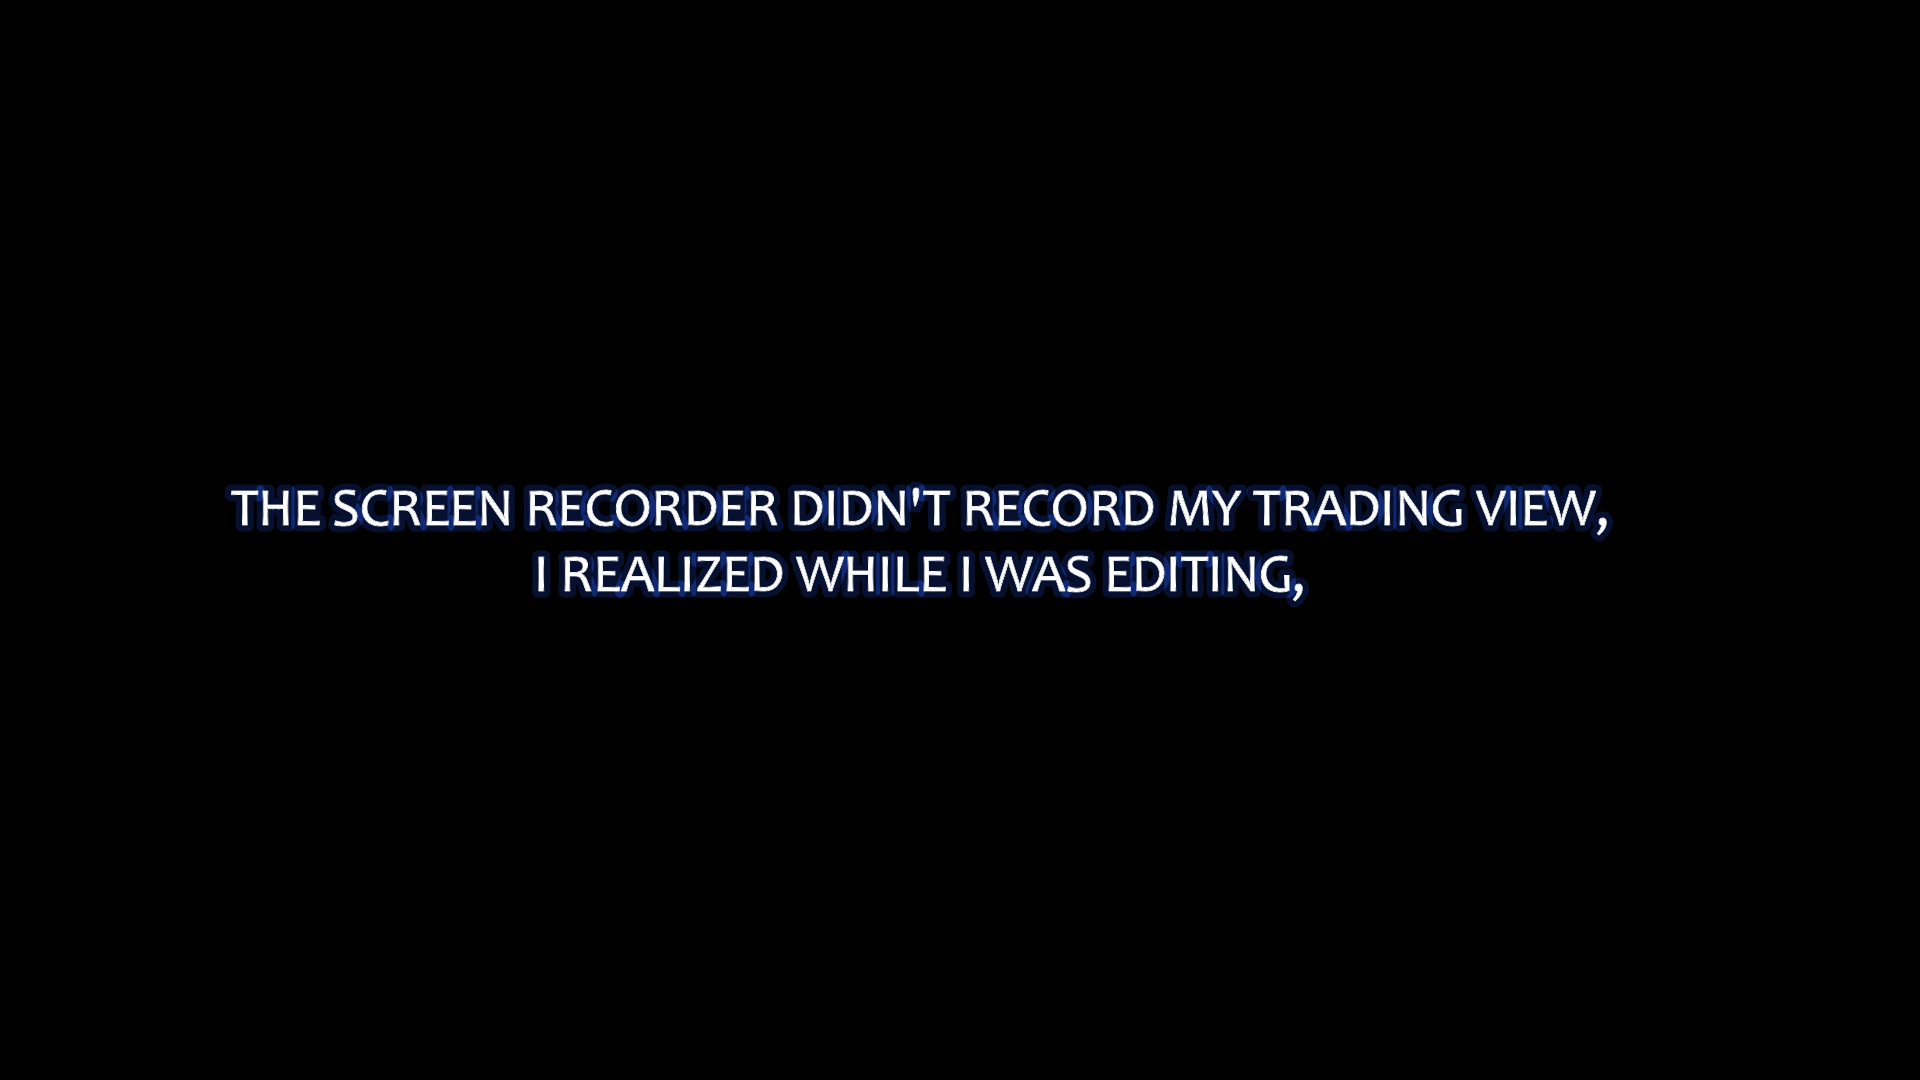 THE SCREEN RECORDER DIDN'T RECORD MY TRADING VIEW,
I REALIZED WHILE I WAS EDITING,